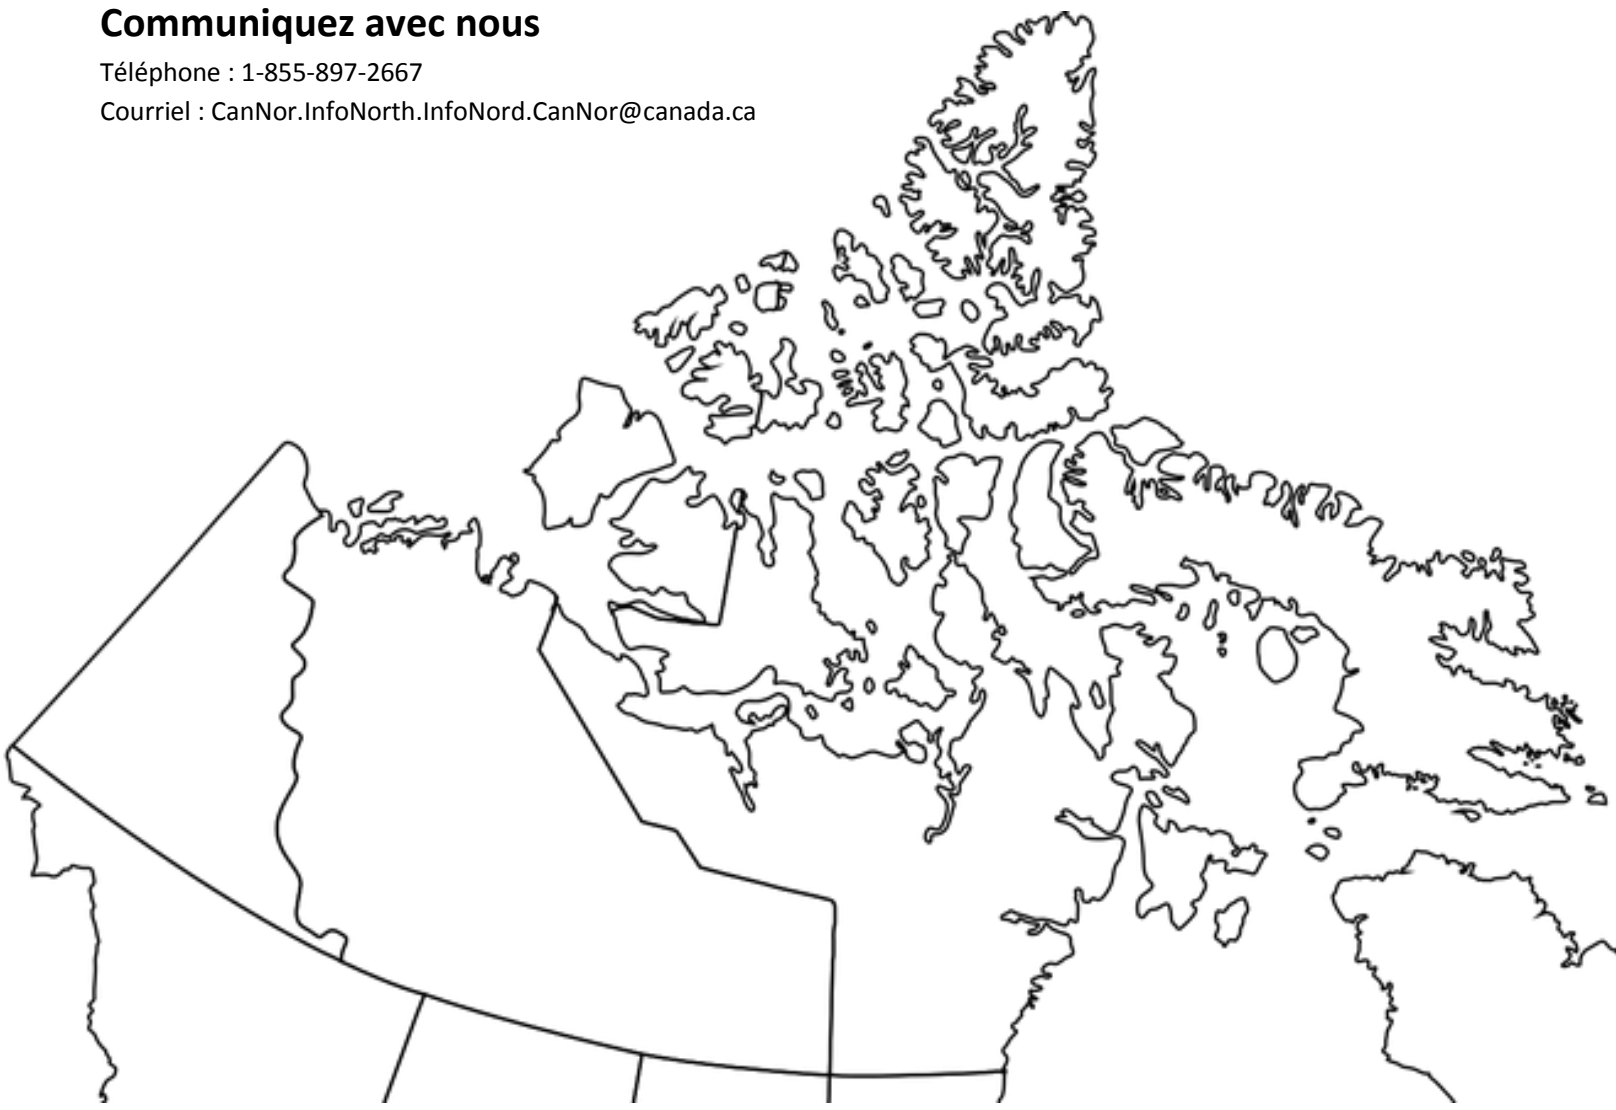 Communiquez avec nous
Téléphone : 1-855-897-2667
Courriel : CanNor.InfoNorth.InfoNord.CanNor@canada.ca